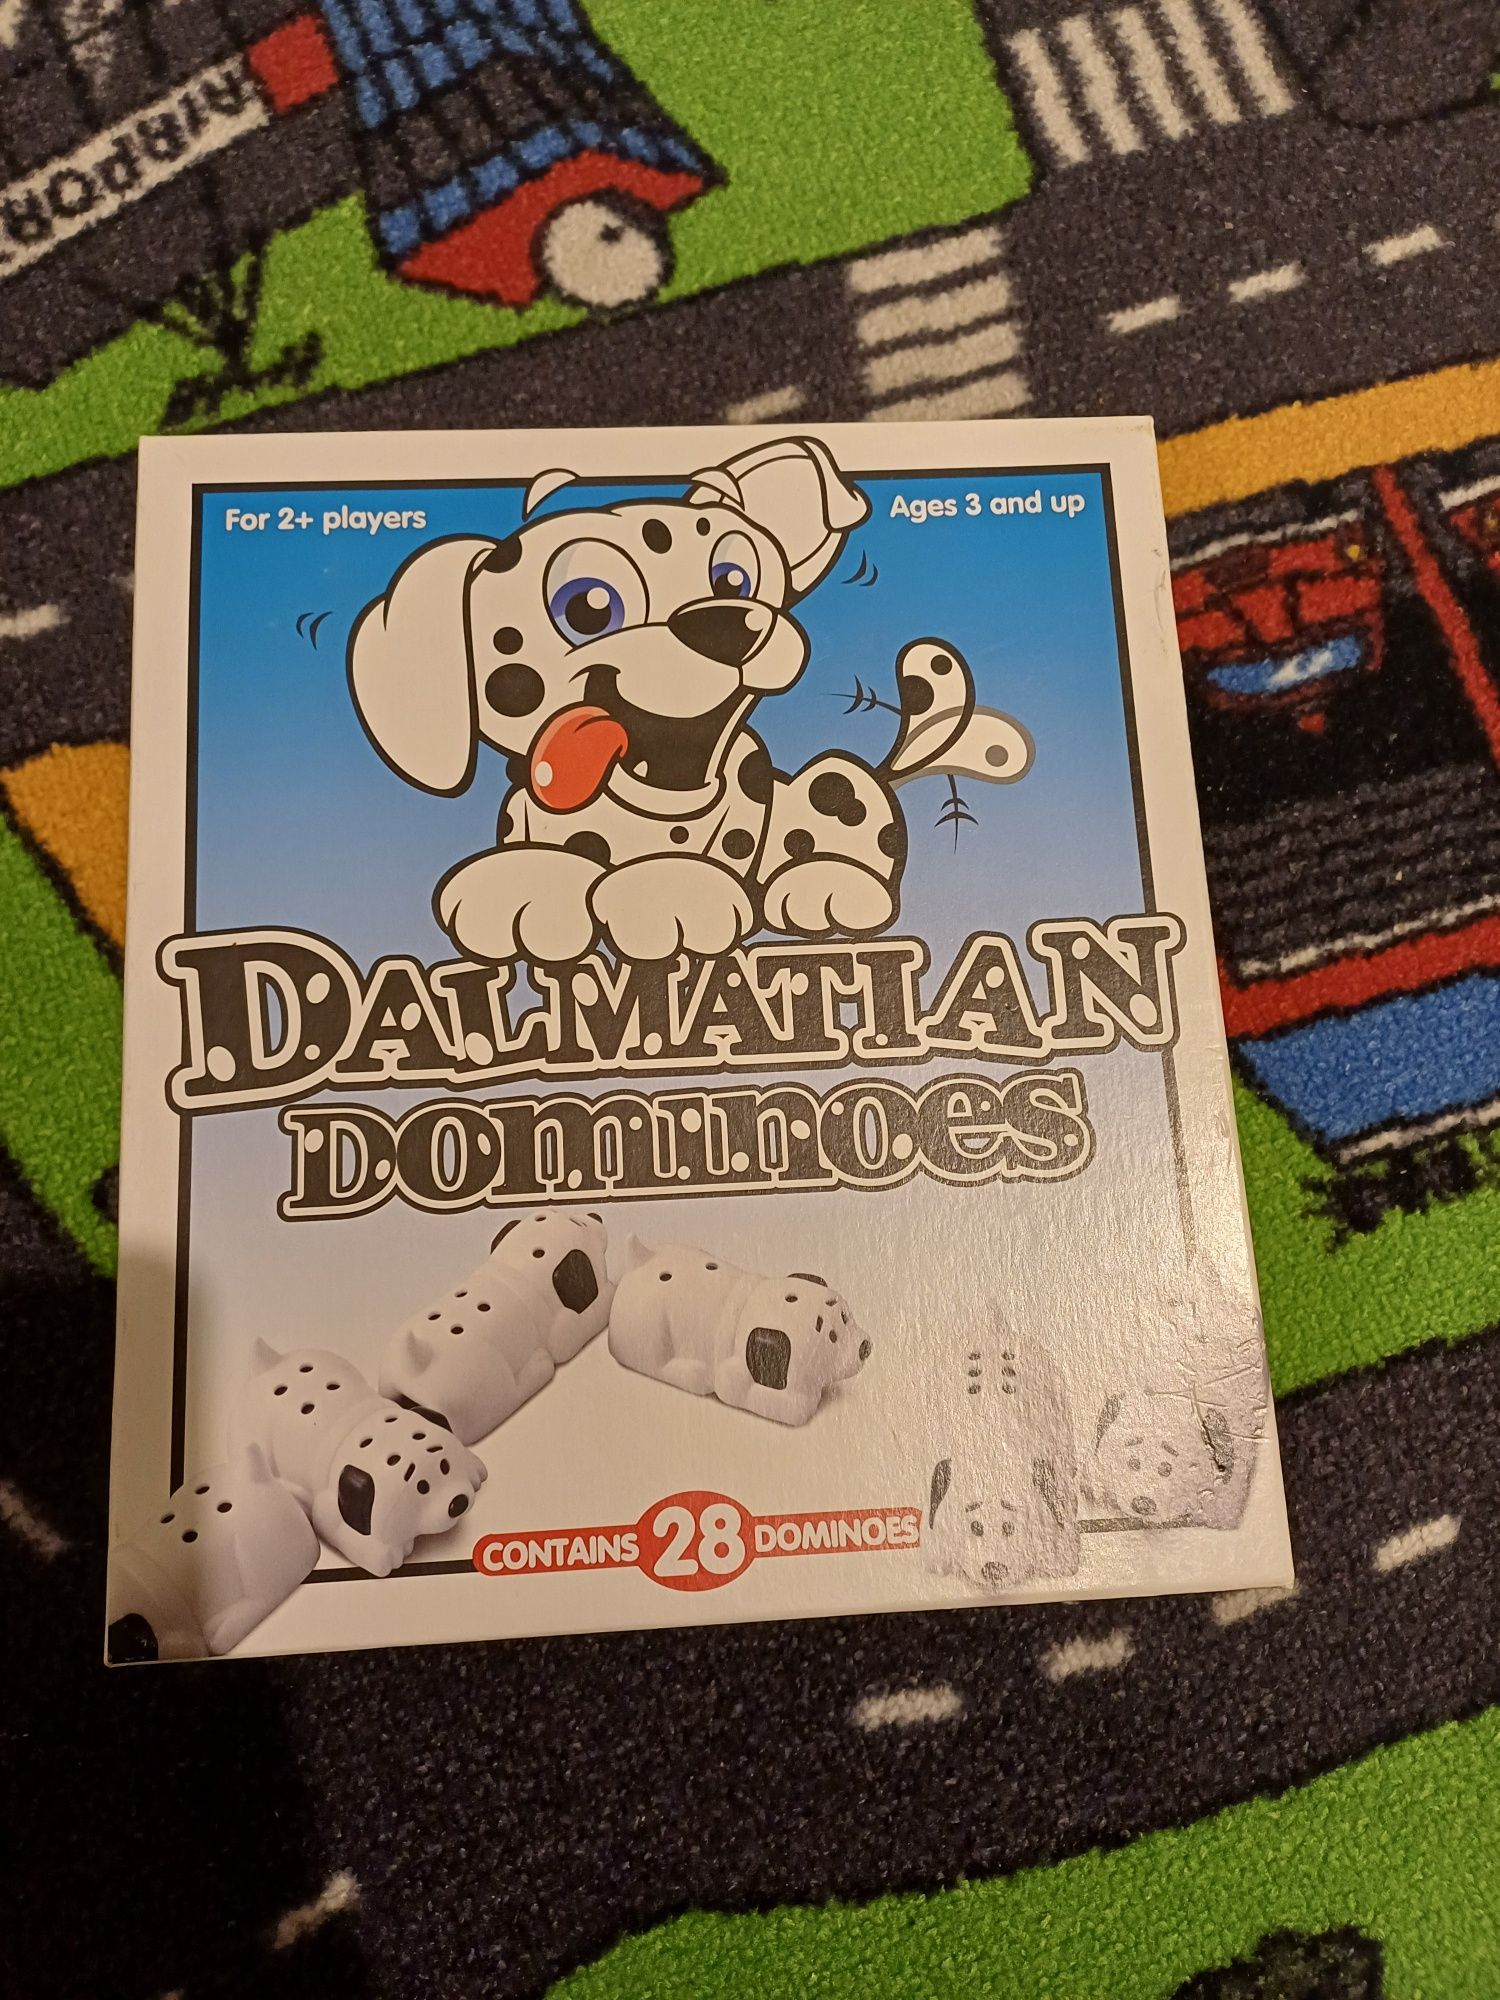 For 2+ players
Ages 3 and up
DALMATIAN
DOMINOES
CONTAINS 28 DOMINOES